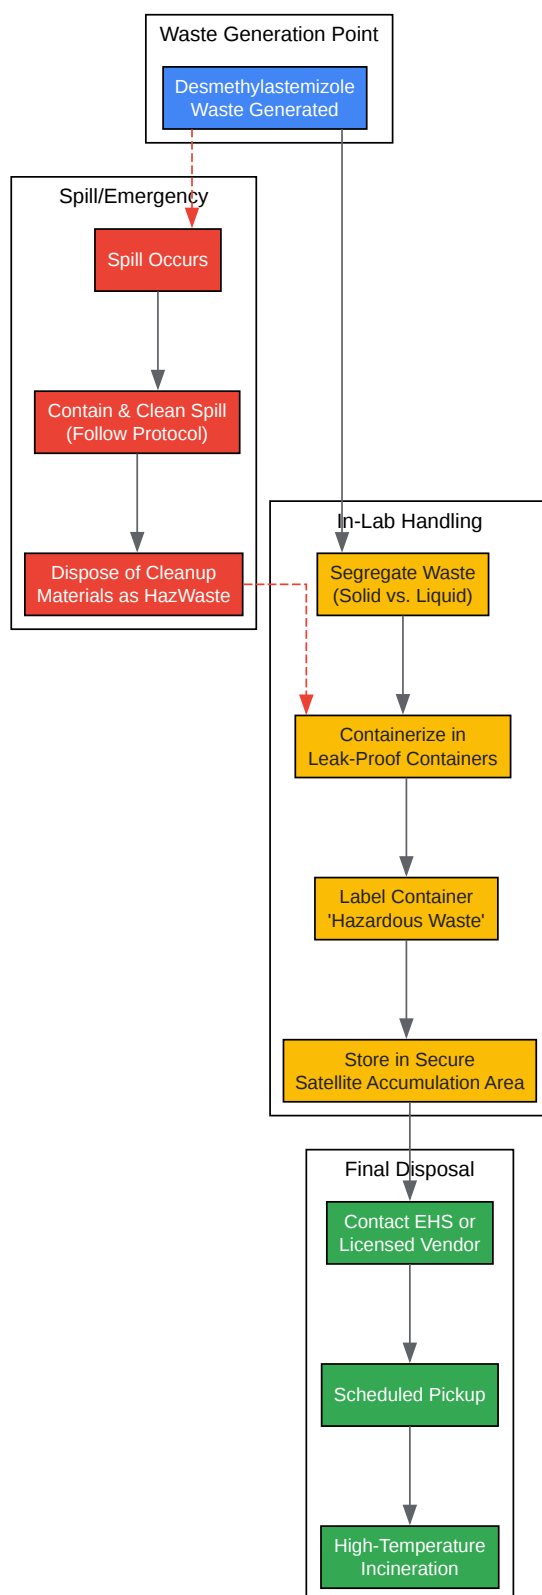 Waste Generation Point
Desmethylastemizole
Waste Generated
Spill/Emergency
Spill Occurs
Contain & Clean Spill
(Follow Protocol)
Dispose of Cleanup
Materials as HazWaste
In-Lab Handling
Segregate Waste
(Solid vs. Liquid)
Containerize in
Leak-Proof Containers
Label Container
'Hazardous Waste'
Store in Secure
Satellite Accumulation Area
Final Disposal
Contact EHS or
Licensed Vendor
Scheduled Pickup
High-Temperature
Incineration